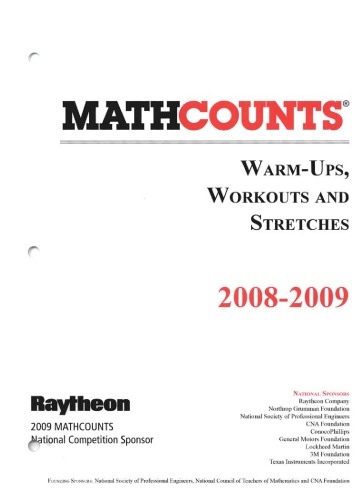 MATHCOUNTS®
WARM-UPS,
WORKOUTS AND
STRETCHES
2008-2009
Raytheon
2009 MATHCOUNTS
National Competition Sponsor
NATIONAL SPONSORS
Raytheon Company
Northrop Grumman Foundation
National Society of Professional Engineers
CNA Foundation
ConocoPhillips
General Motors Foundation
Lockheed Martin
3M Foundation
Texas Instruments Incorporated
FOUNDING SPONSORS: National Society of Professional Engineers, National Council of Teachers of Mathematics and CNA Foundation